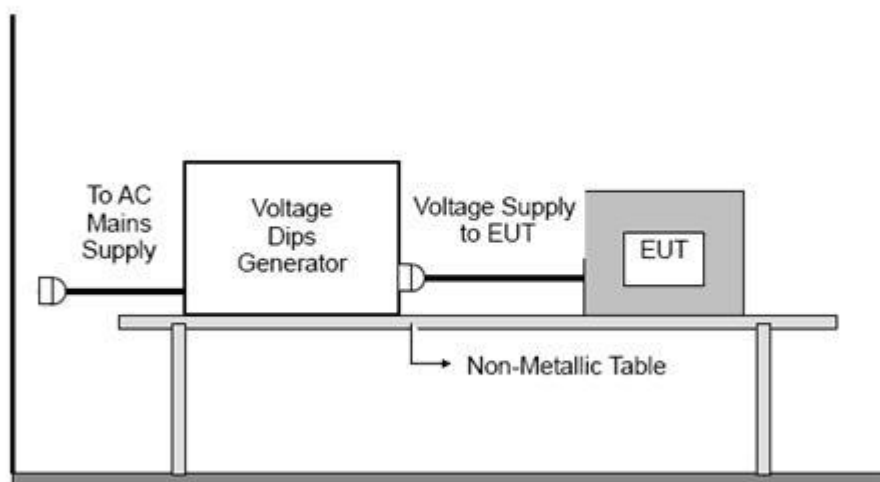 To AC
Mains
Supply
Voltage
Dips
Generator
Voltage Supply
to EUT
EUT
Non-Metallic Table